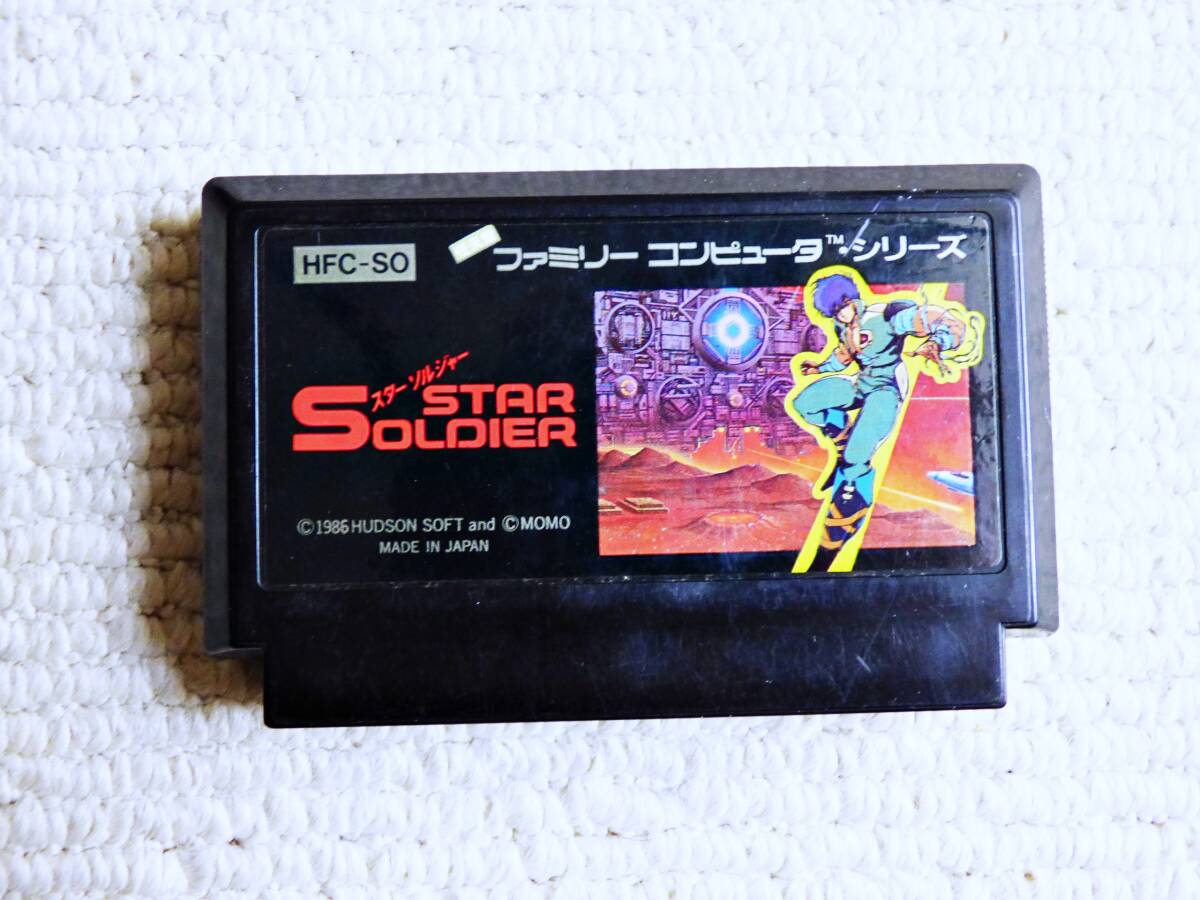 HFC-SO
ファミリー コンピュータ™・シリーズ
スター ソルジャー
STAR
SOLDIER
©1986 HUDSON SOFT and ©MOMO
MADE IN JAPAN